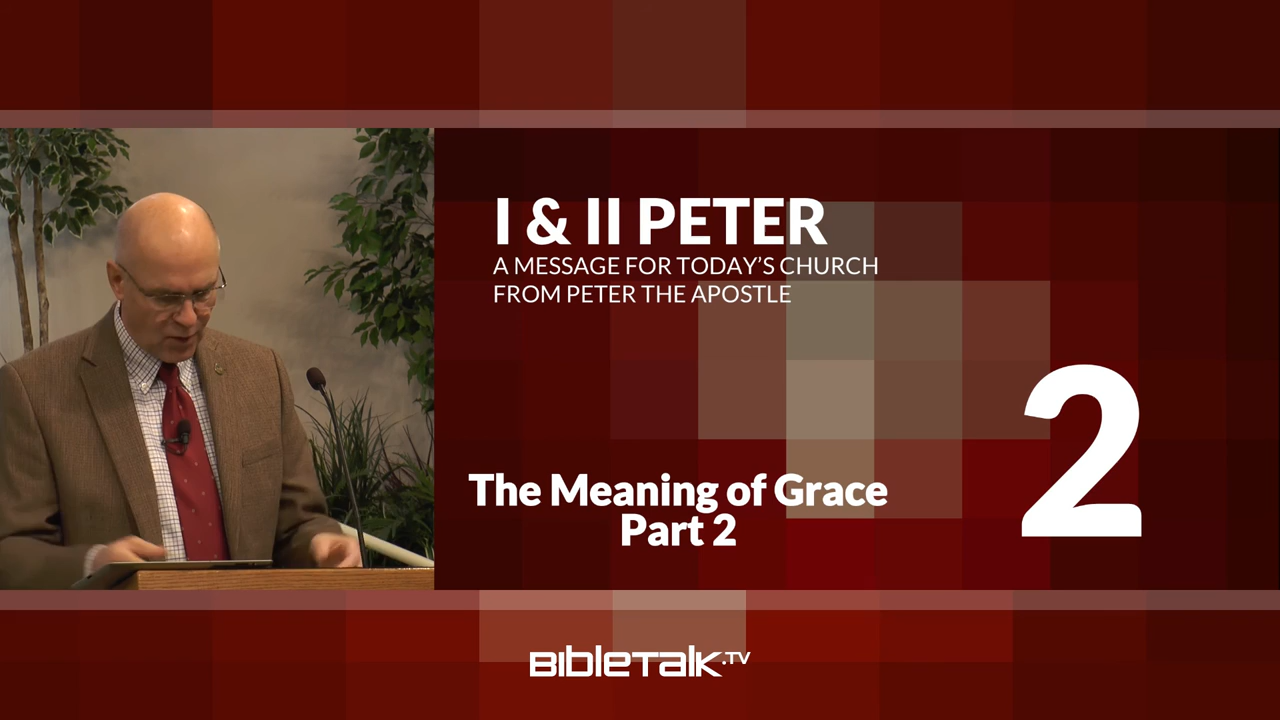 I & II PETER
A MESSAGE FOR TODAY'S CHURCH
FROM PETER THE APOSTLE
2
The Meaning of Grace
Part 2
BIBLETALK.TV